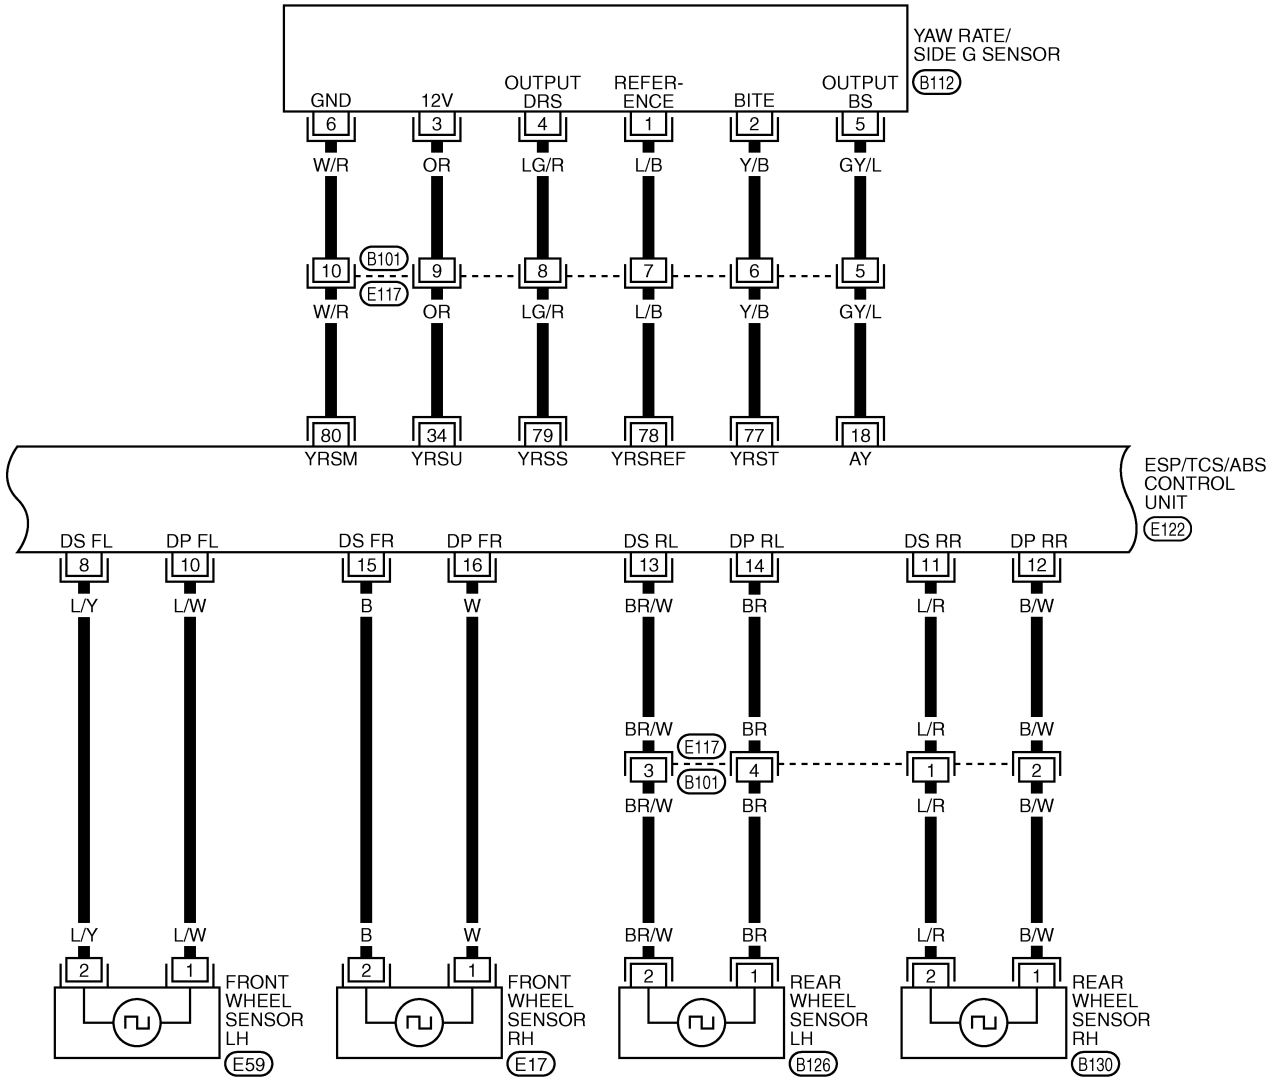 YAW RATE/
SIDE G SENSOR
B112
GND 12V OUTPUT DRS REFER-ENCE BITE OUTPUT BS
6 3 4 1 2 5
W/R OR LG/R L/B Y/B GY/L
B101
10 9 8 7 6 5
E117
W/R OR LG/R L/B Y/B GY/L
80 34 79 78 77 18
YRSM YRSU YRSS YRSREF YRST AY
ESP/TCS/ABS
CONTROL
UNIT
E122
DS FL DP FL DS FR DP FR DS RL DP RL DS RR DP RR
8 10 15 16 13 14 11 12
L/Y L/W B W BR/W BR L/R B/W
BR/W BR L/R B/W
E117
3 4 1 2
B101
BR/W BR L/R B/W
L/Y L/W B W BR/W BR L/R B/W
2 1 2 1 2 1 2 1
FRONT
WHEEL
SENSOR
LH
E59
FRONT
WHEEL
SENSOR
RH
E17
REAR
WHEEL
SENSOR
LH
B126
REAR
WHEEL
SENSOR
RH
B130